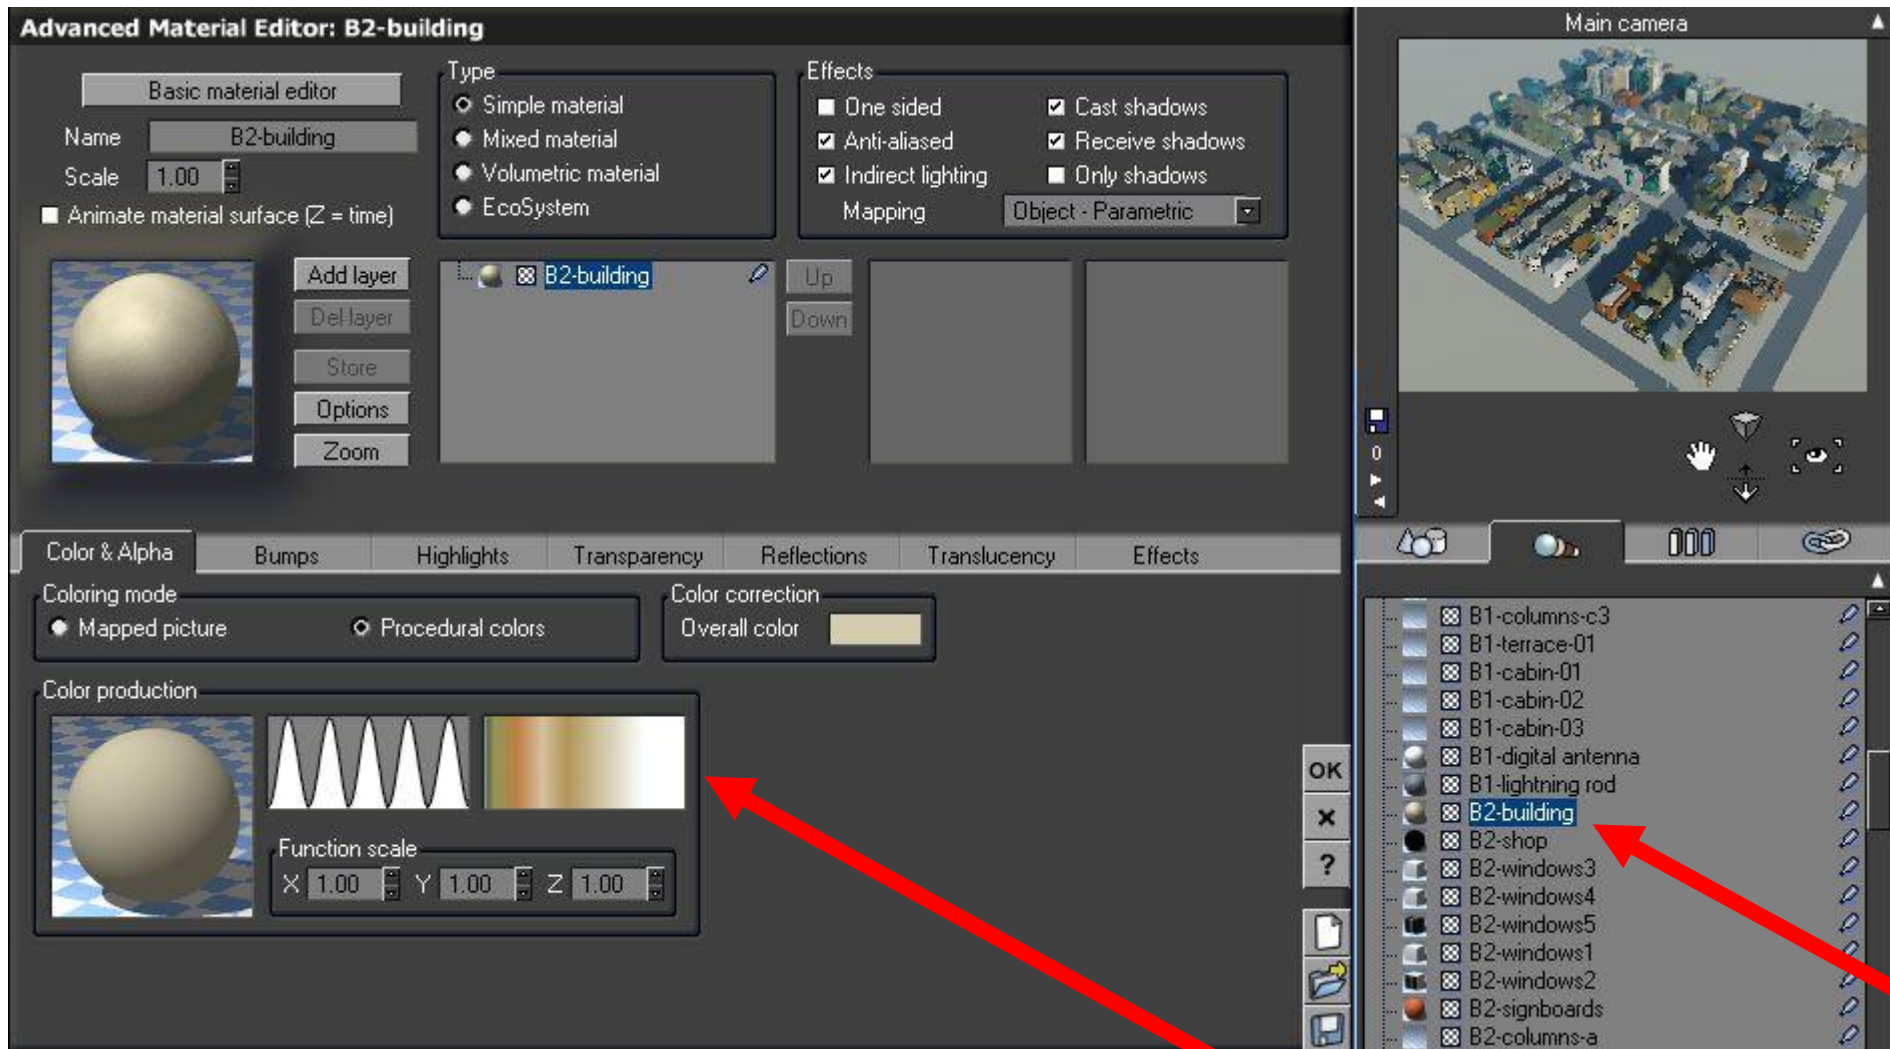 Advanced Material Editor: B2-building
Basic material editor
Name B2-building
Scale 1.00
Animate material surface (Z = time)
Type
Simple material
Mixed material
Volumetric material
EcoSystem
Effects
One sided
Cast shadows
Anti-aliased
Receive shadows
Indirect lighting
Only shadows
Mapping Object - Parametric
Add layer
Del layer
Store
Options
Zoom
B2-building
Up
Down
Color & Alpha
Bumps
Highlights
Transparency
Reflections
Translucency
Effects
Coloring mode
Mapped picture
Procedural colors
Color correction
Overall color
Color production
Function scale
X 1.00 Y 1.00 Z 1.00
OK
×
?
Main camera
0
B1-columns-c3
B1-terrace-01
B1-cabin-01
B1-cabin-02
B1-cabin-03
B1-digital antenna
B1-lightning rod
B2-building
B2-shop
B2-windows3
B2-windows4
B2-windows5
B2-windows1
B2-windows2
B2-signboards
B2-columns-a